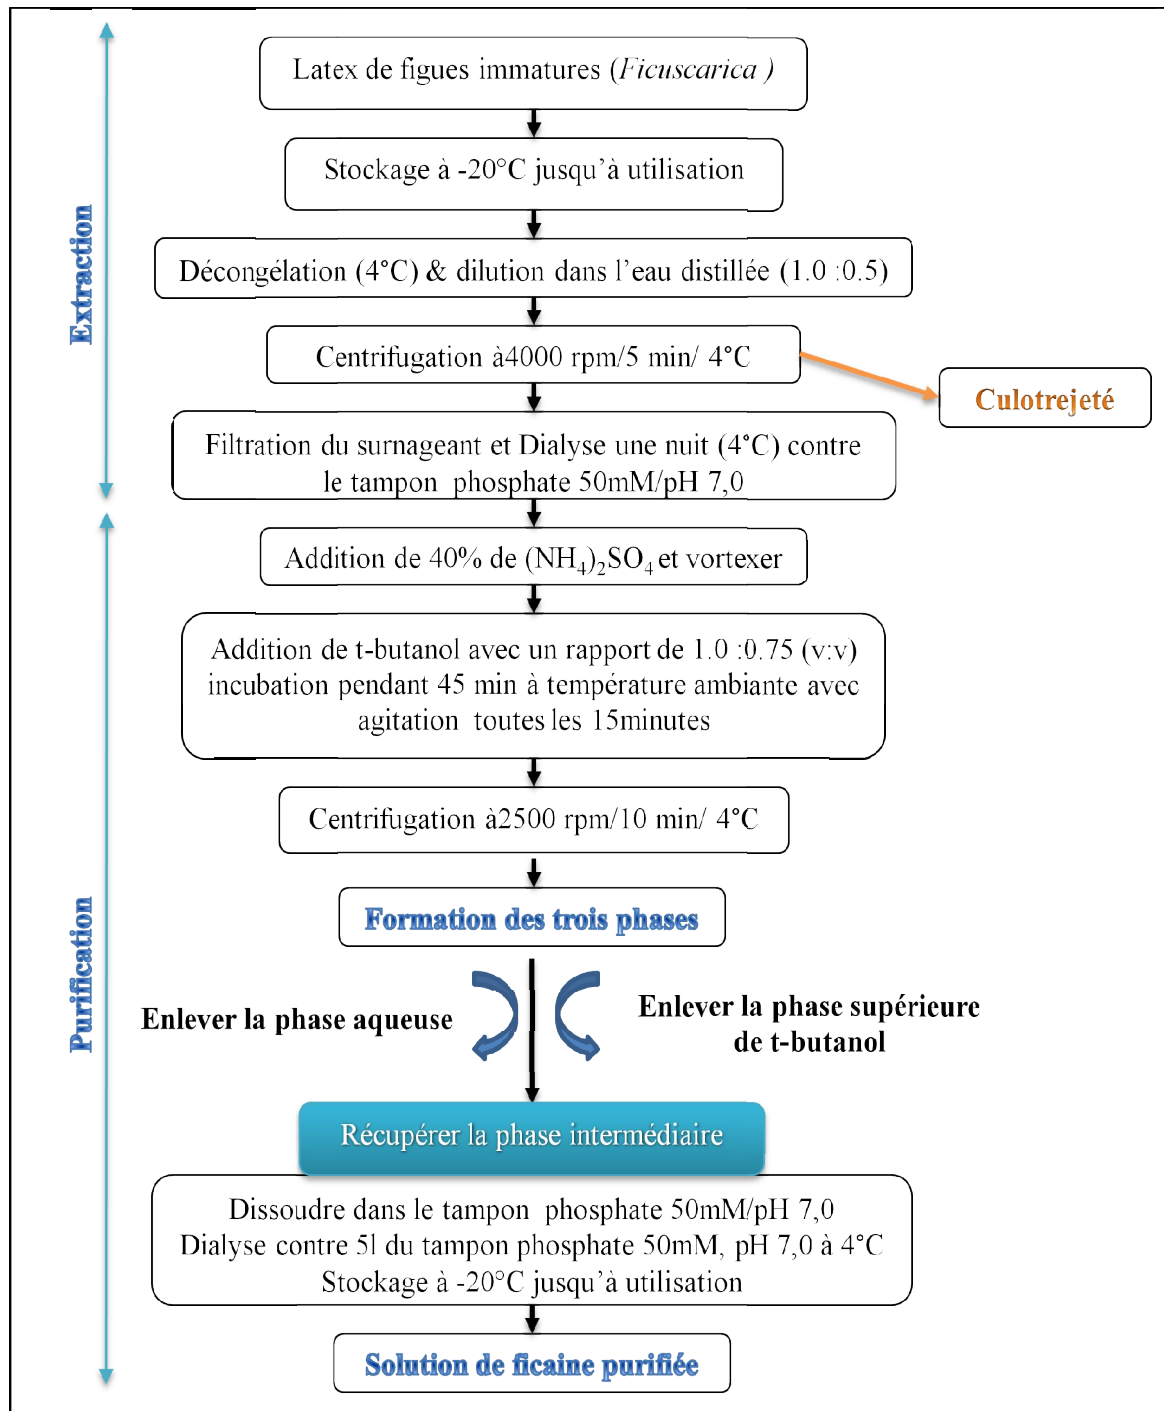 Extraction
Latex de figues immatures (Ficuscarica )
Stockage à -20°C jusqu’à utilisation
Décongélation (4°C) & dilution dans l’eau distillée (1.0 :0.5)
Centrifugation à4000 rpm/5 min/ 4°C
Culotrejeté
Filtration du surnageant et Dialyse une nuit (4°C) contre
le tampon phosphate 50mM/pH 7,0
Purification
Addition de 40% de (NH₄)₂SO₄ et vortexer
Addition de t-butanol avec un rapport de 1.0 :0.75 (v:v)
incubation pendant 45 min à température ambiante avec
agitation toutes les 15minutes
Centrifugation à2500 rpm/10 min/ 4°C
Formation des trois phases
Enlever la phase aqueuse
Enlever la phase supérieure
de t-butanol
Récupérer la phase intermédiaire
Dissoudre dans le tampon phosphate 50mM/pH 7,0
Dialyse contre 5l du tampon phosphate 50mM, pH 7,0 à 4°C
Stockage à -20°C jusqu’à utilisation
Solution de ficaine purifiée